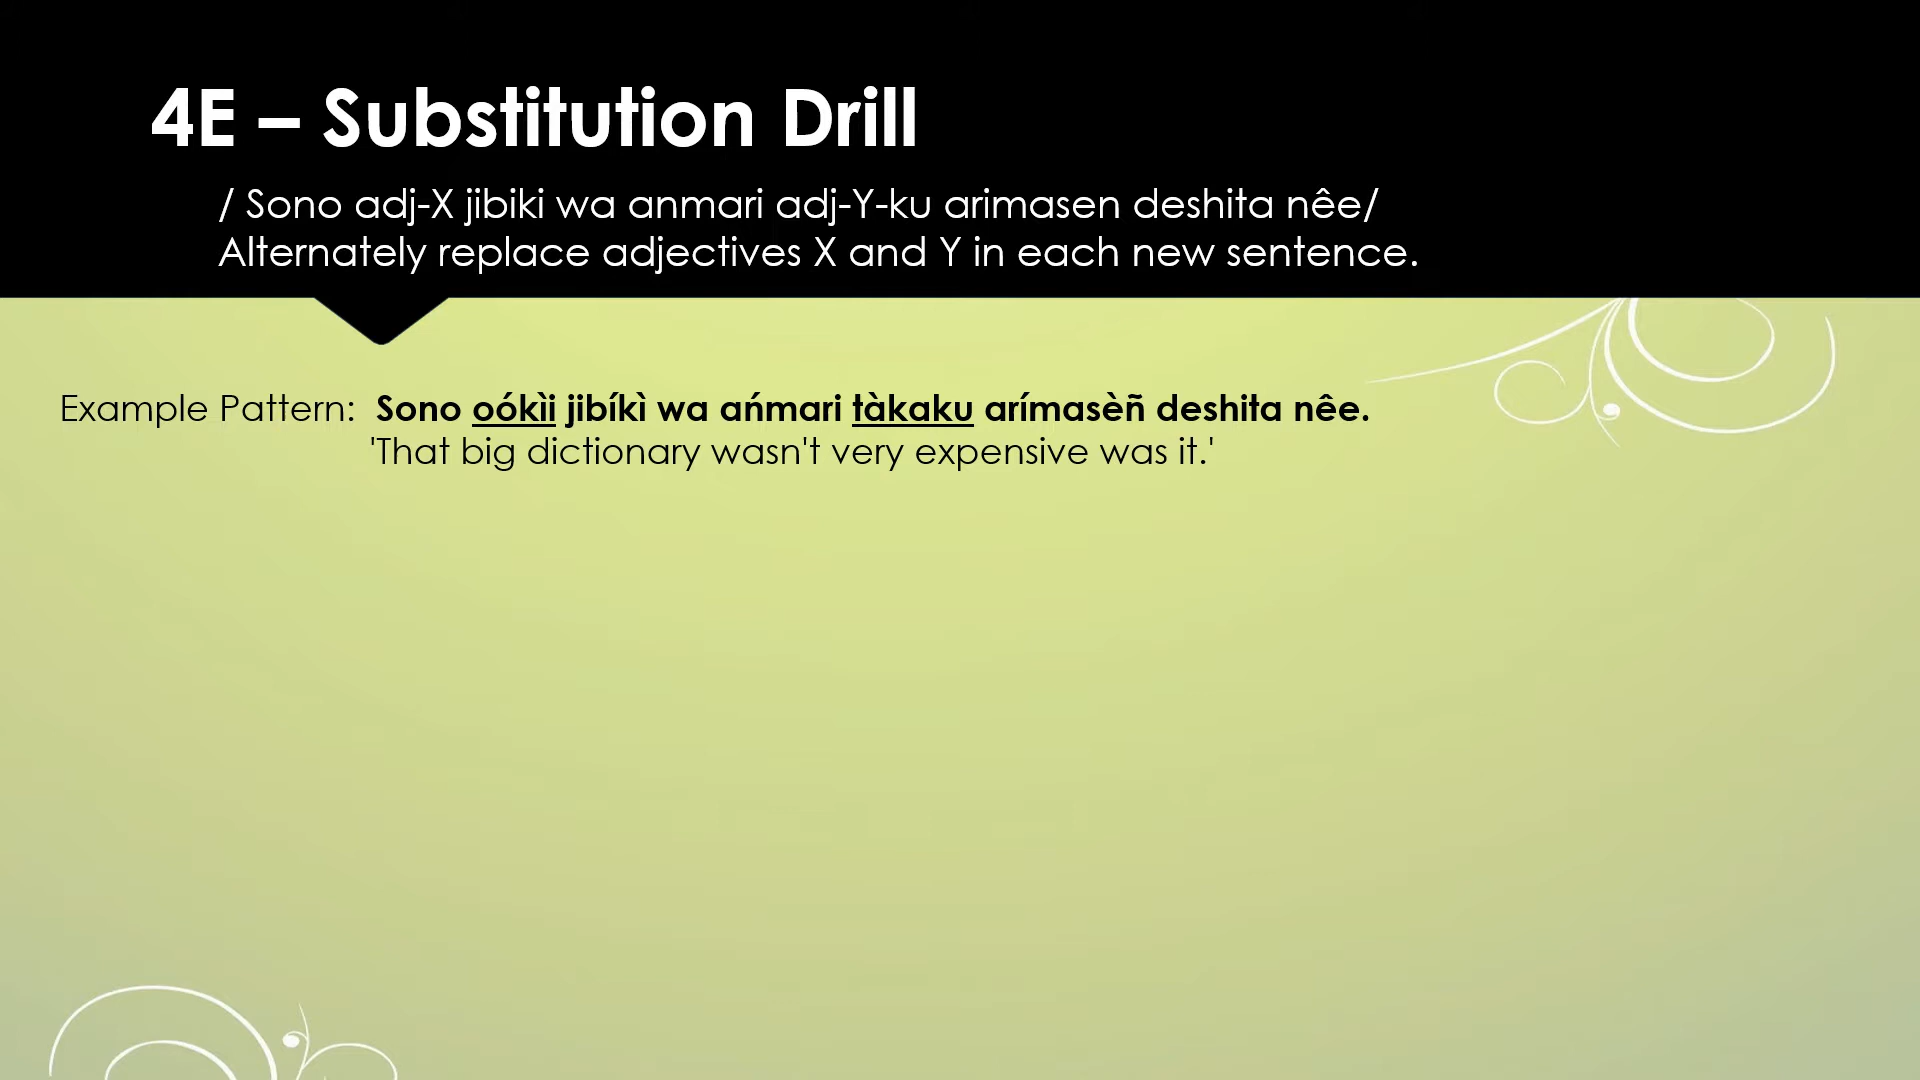 4E – Substitution Drill
/ Sono adj-X jibiki wa anmari adj-Y-ku arimasen deshita nêe/
Alternately replace adjectives X and Y in each new sentence.
Example Pattern: Sono oókìi jibíkì wa ańmari tàkaku arímasèñ deshita nêe.
'That big dictionary wasn't very expensive was it.'